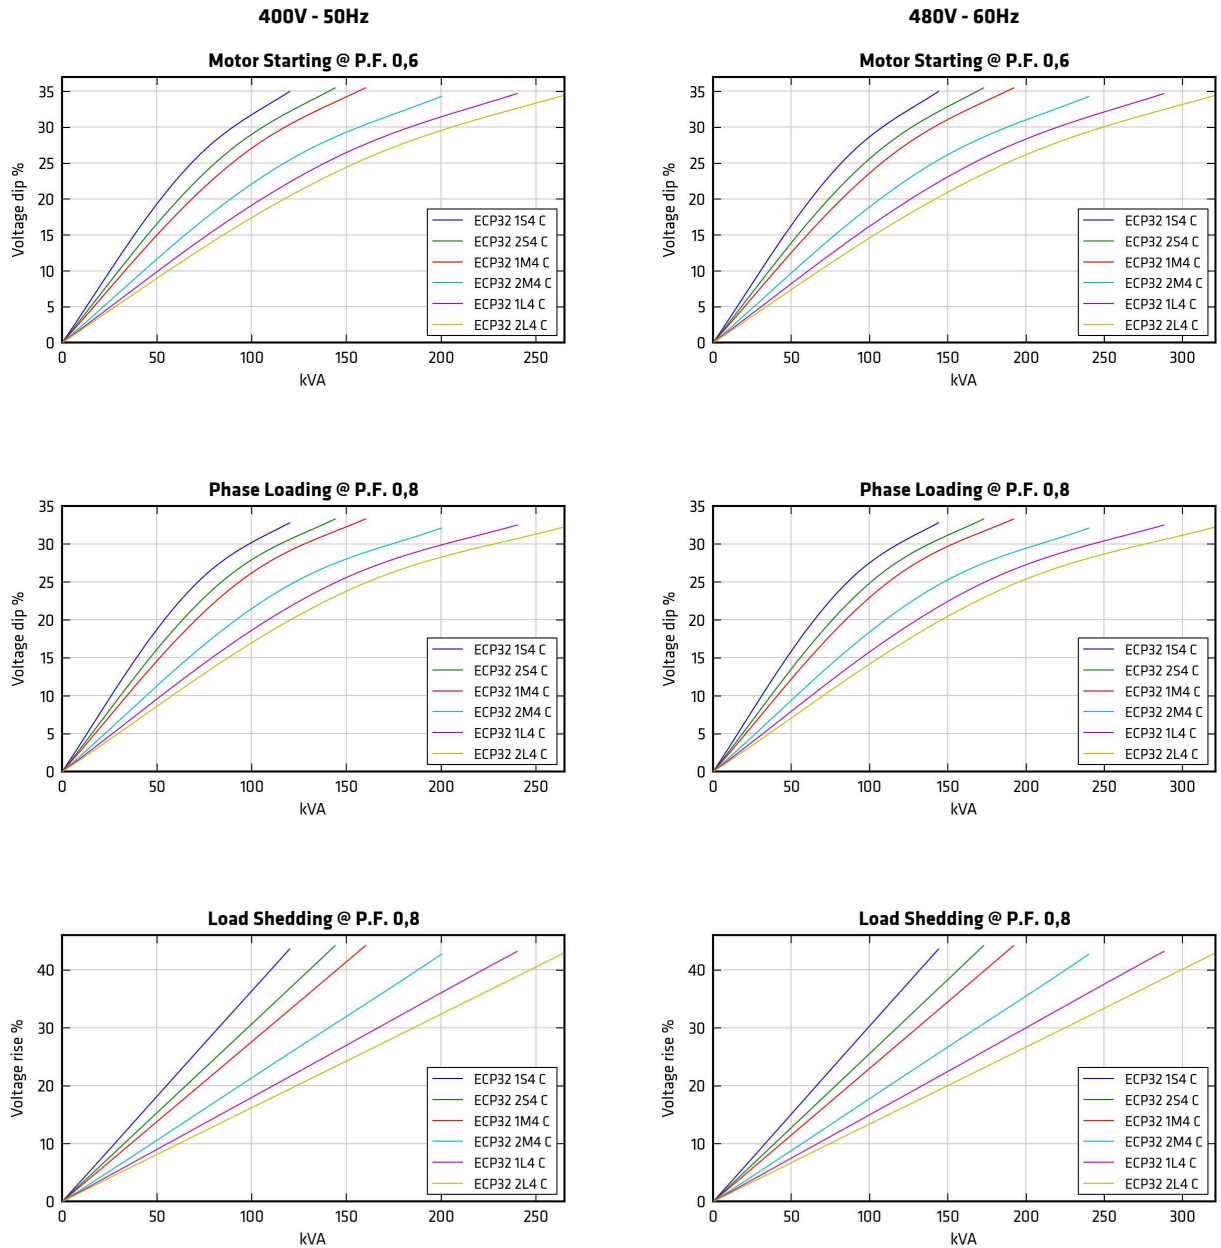 400V - 50Hz
480V - 60Hz
Motor Starting @ P.F. 0,6
Voltage dip %
35
30
25
20
15
10
5
0
0 50 100 150 200 250
kVA
ECP32 1S4 C
ECP32 2S4 C
ECP32 1M4 C
ECP32 2M4 C
ECP32 1L4 C
ECP32 2L4 C
Motor Starting @ P.F. 0,6
Voltage dip %
35
30
25
20
15
10
5
0
0 50 100 150 200 250 300
kVA
ECP32 1S4 C
ECP32 2S4 C
ECP32 1M4 C
ECP32 2M4 C
ECP32 1L4 C
ECP32 2L4 C
Phase Loading @ P.F. 0,8
Voltage dip %
35
30
25
20
15
10
5
0
0 50 100 150 200 250
kVA
ECP32 1S4 C
ECP32 2S4 C
ECP32 1M4 C
ECP32 2M4 C
ECP32 1L4 C
ECP32 2L4 C
Phase Loading @ P.F. 0,8
Voltage dip %
35
30
25
20
15
10
5
0
0 50 100 150 200 250 300
kVA
ECP32 1S4 C
ECP32 2S4 C
ECP32 1M4 C
ECP32 2M4 C
ECP32 1L4 C
ECP32 2L4 C
Load Shedding @ P.F. 0,8
Voltage rise %
40
30
20
10
0
0 50 100 150 200 250
kVA
ECP32 1S4 C
ECP32 2S4 C
ECP32 1M4 C
ECP32 2M4 C
ECP32 1L4 C
ECP32 2L4 C
Load Shedding @ P.F. 0,8
Voltage rise %
40
30
20
10
0
0 50 100 150 200 250 300
kVA
ECP32 1S4 C
ECP32 2S4 C
ECP32 1M4 C
ECP32 2M4 C
ECP32 1L4 C
ECP32 2L4 C